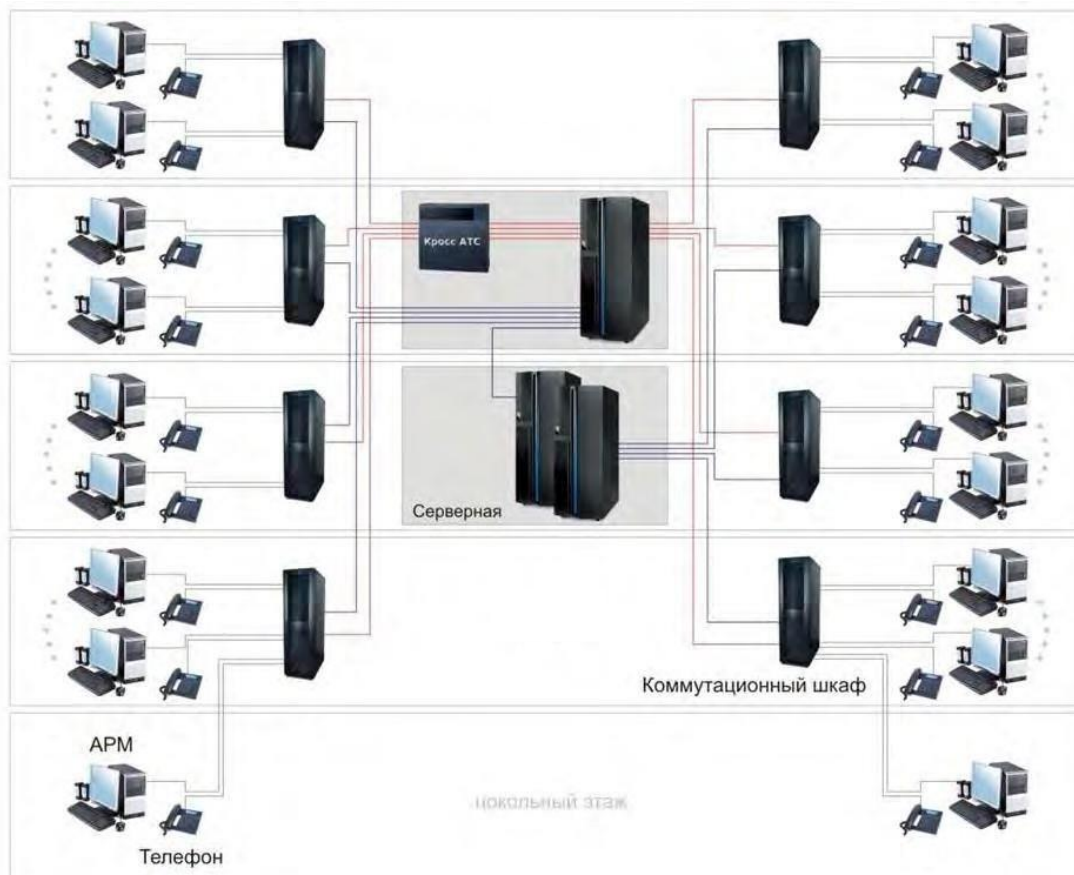 Кросс АТС
Серверная
Коммутационный шкаф
АРМ
цокольный этаж
Телефон